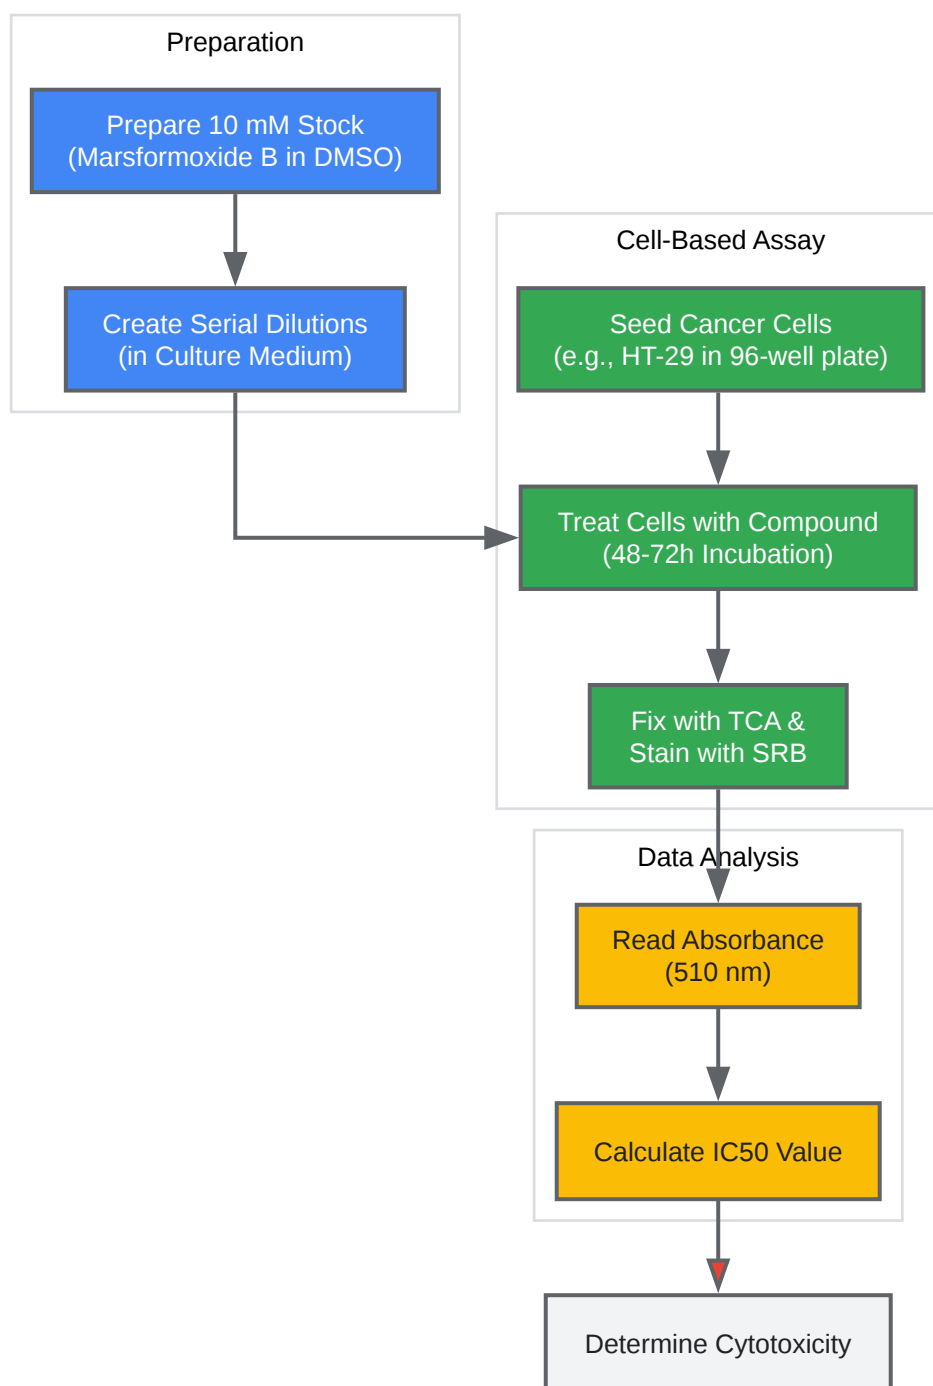 Preparation
Prepare 10 mM Stock
(Marsformoxide B in DMSO)
Create Serial Dilutions
(in Culture Medium)
Cell-Based Assay
Seed Cancer Cells
(e.g., HT-29 in 96-well plate)
Treat Cells with Compound
(48-72h Incubation)
Fix with TCA &
Stain with SRB
Data Analysis
Read Absorbance
(510 nm)
Calculate IC50 Value
Determine Cytotoxicity